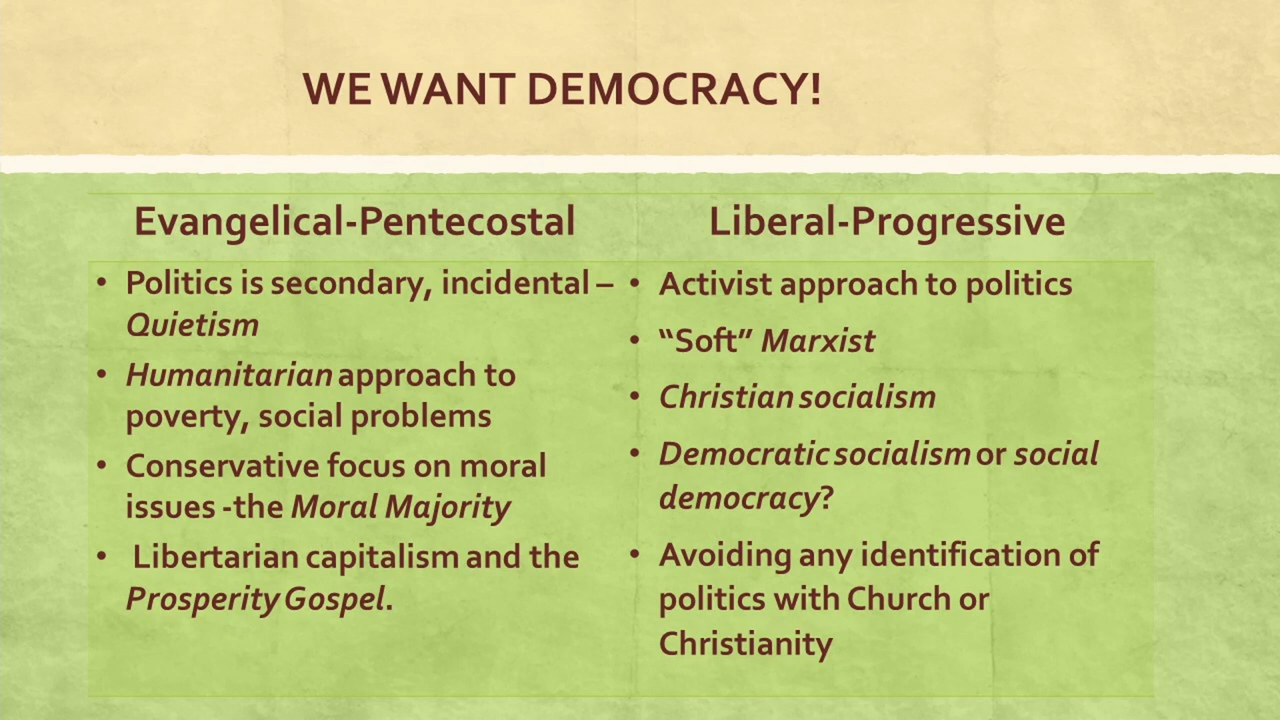 WE WANT DEMOCRACY!
Evangelical-Pentecostal
• Politics is secondary, incidental –
Quietism
• Humanitarian approach to
poverty, social problems
• Conservative focus on moral
issues -the Moral Majority
• Libertarian capitalism and the
Prosperity Gospel.
Liberal-Progressive
• Activist approach to politics
• “Soft” Marxist
• Christian socialism
• Democratic socialism or social
democracy?
• Avoiding any identification of
politics with Church or
Christianity